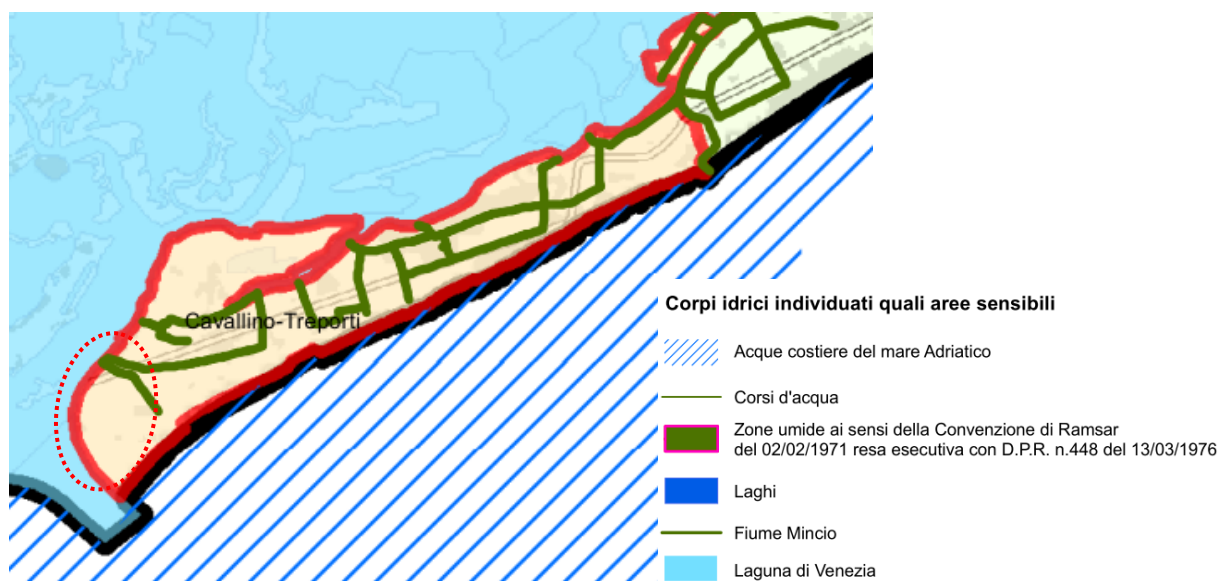 Cavallino-Treporti
Corpi idrici individuati quali aree sensibili
Acque costiere del mare Adriatico
Corsi d'acqua
Zone umide ai sensi della Convenzione di Ramsar
del 02/02/1971 resa esecutiva con D.P.R. n.448 del 13/03/1976
Laghi
Fiume Mincio
Laguna di Venezia